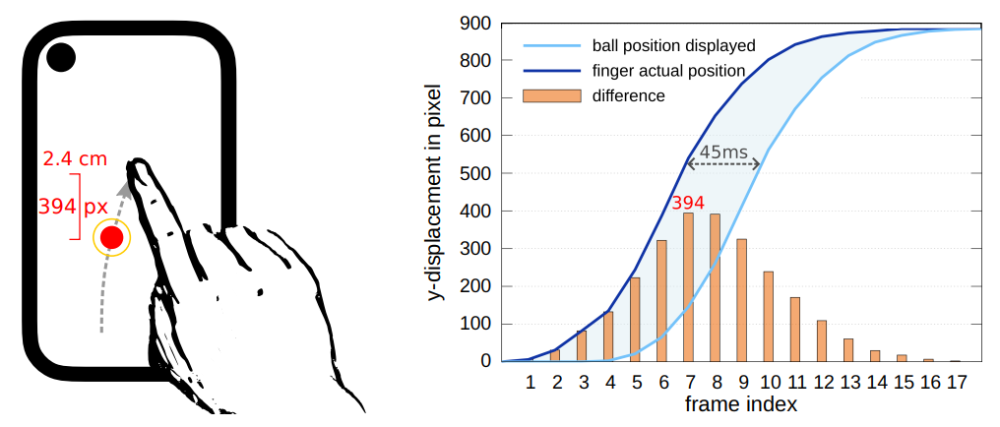 2.4 cm
394 px
y-displacement in pixel
900
800
700
600
500
400
300
200
100
0
ball position displayed
finger actual position
difference
45ms
394
1 2 3 4 5 6 7 8 9 10 11 12 13 14 15 16 17
frame index